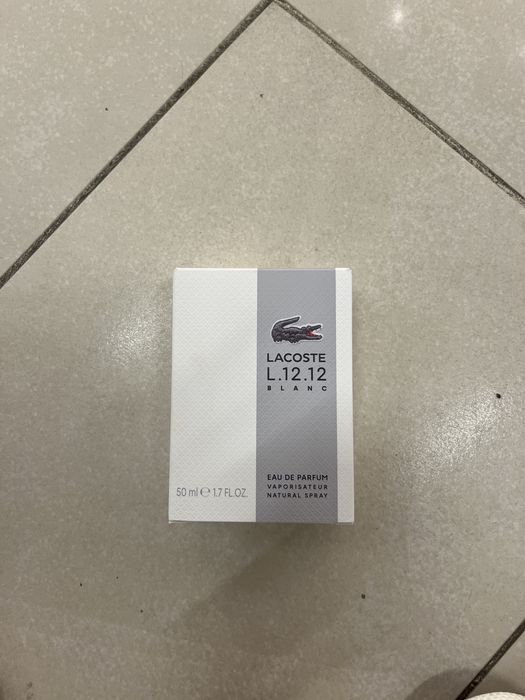 LACOSTE
L.12.12
BLANC
EAU DE PARFUM
VAPORISATEUR
NATURAL SPRAY
50 ml ℮ 1.7 FL.OZ.